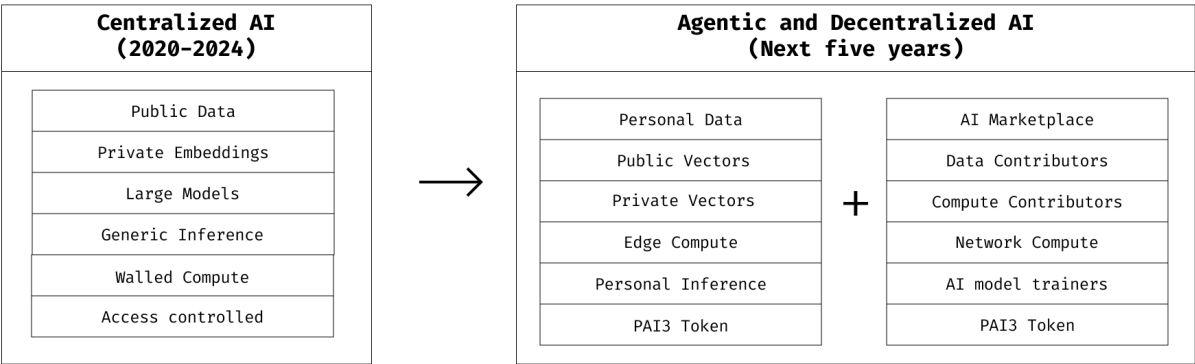 Centralized AI
(2020-2024)
Public Data
Private Embeddings
Large Models
Generic Inference
Walled Compute
Access controlled
Agentic and Decentralized AI
(Next five years)
Personal Data
Public Vectors
Private Vectors
Edge Compute
Personal Inference
PAI3 Token
+
AI Marketplace
Data Contributors
Compute Contributors
Network Compute
AI model trainers
PAI3 Token